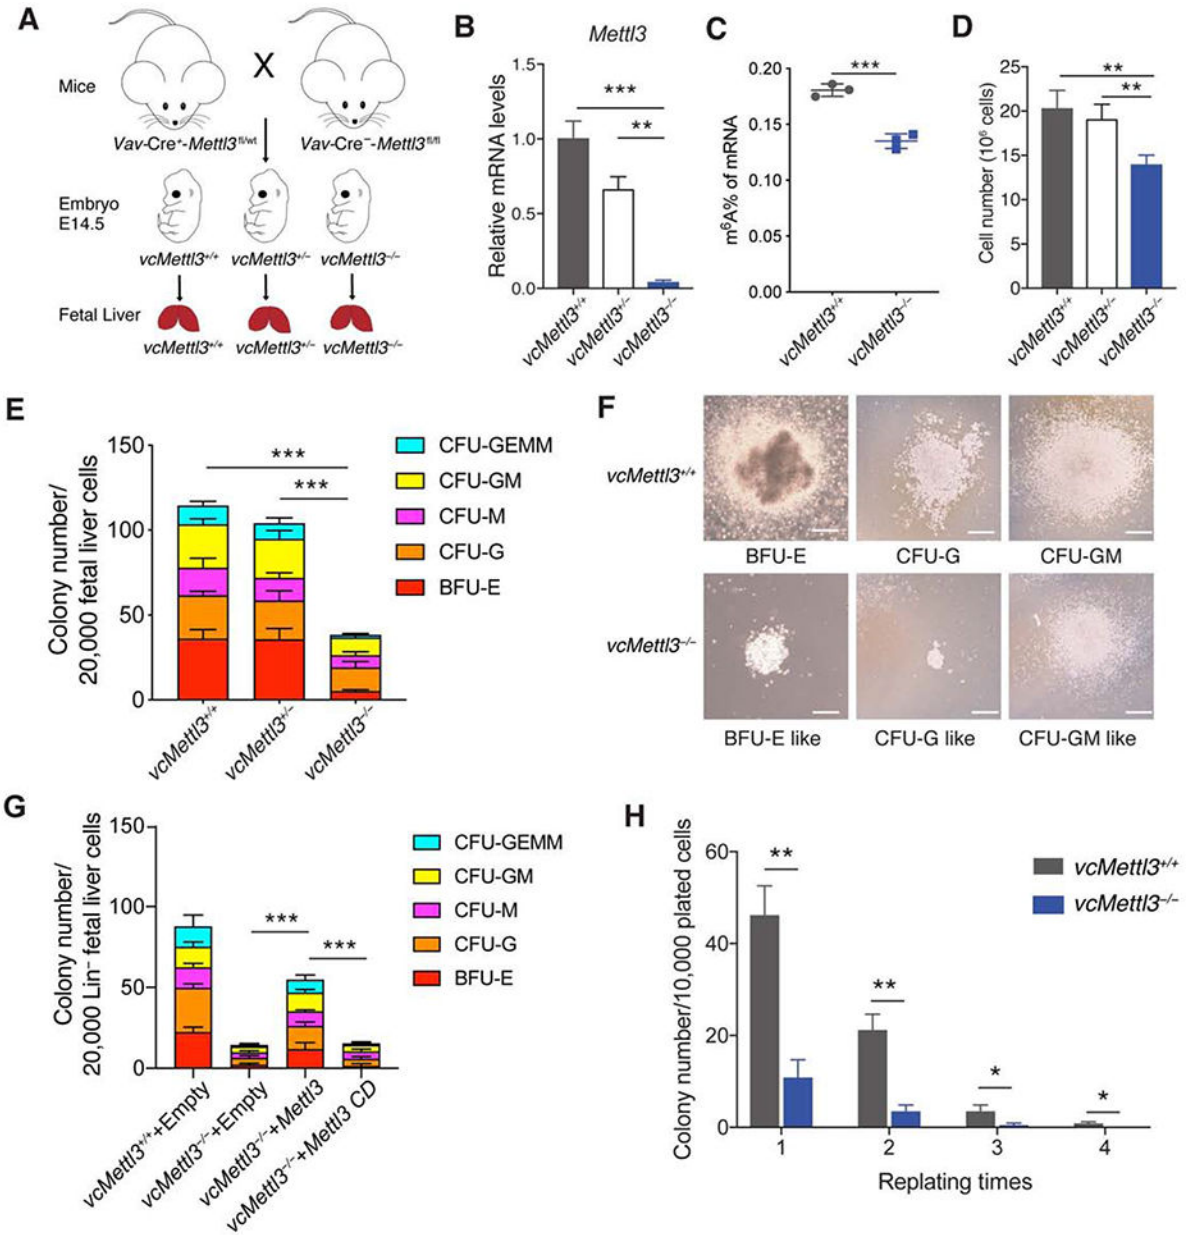 A
Mice
X
Vav-Cre⁺-Mettl3^fl/wt
Vav-Cre⁻-Mettl3^fl/fl
Embryo
E14.5
vcMettl3⁺/⁺
vcMettl3⁺/⁻
vcMettl3⁻/⁻
Fetal Liver
vcMettl3⁺/⁺
vcMettl3⁺/⁻
vcMettl3⁻/⁻
B
Mettl3
Relative mRNA levels
1.5
1.0
0.5
0.0
***
**
vcMettl3⁺/⁺
vcMettl3⁺/⁻
vcMettl3⁻/⁻
C
m⁶A% of mRNA
0.20
0.15
0.10
0.05
0.00
***
vcMettl3⁺/⁺
vcMettl3⁻/⁻
D
Cell number (10⁶ cells)
25
20
15
10
5
0
**
**
vcMettl3⁺/⁺
vcMettl3⁺/⁻
vcMettl3⁻/⁻
E
Colony number/
20,000 fetal liver cells
150
100
50
0
***
***
vcMettl3⁺/⁺
vcMettl3⁺/⁻
vcMettl3⁻/⁻
CFU-GEMM
CFU-GM
CFU-M
CFU-G
BFU-E
F
vcMettl3⁺/⁺
BFU-E
CFU-G
CFU-GM
vcMettl3⁻/⁻
BFU-E like
CFU-G like
CFU-GM like
G
Colony number/
20,000 Lin⁻ fetal liver cells
150
100
50
0
***
***
vcMettl3⁺/⁺+Empty
vcMettl3⁻/⁻+Empty
vcMettl3⁻/⁻+Mettl3
vcMettl3⁻/⁻+Mettl3 CD
CFU-GEMM
CFU-GM
CFU-M
CFU-G
BFU-E
H
Colony number/10,000 plated cells
60
40
20
0
**
**
*
*
1
2
3
4
Replating times
vcMettl3⁺/⁺
vcMettl3⁻/⁻